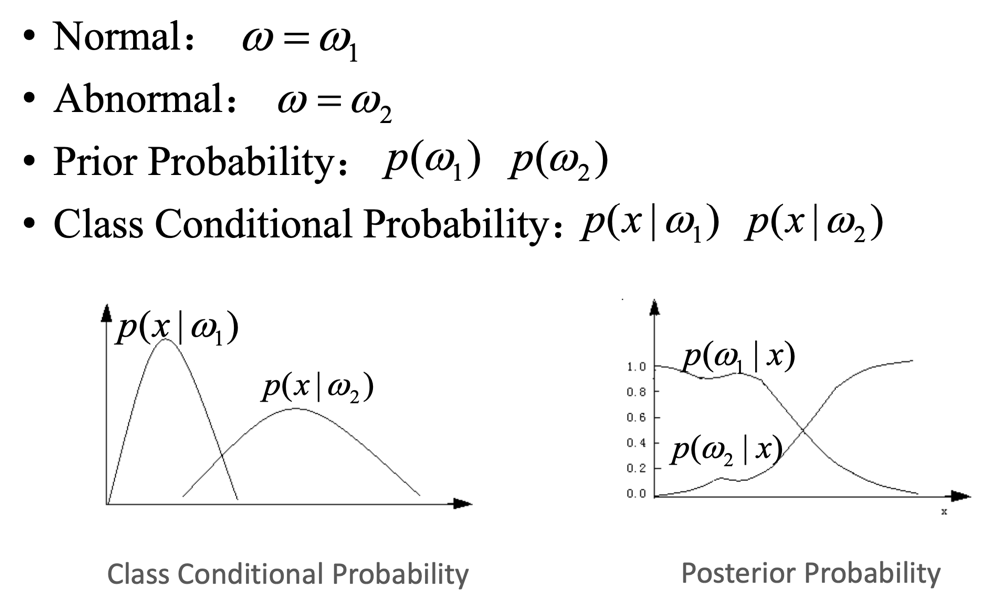 • Normal： ω = ω₁
• Abnormal： ω = ω₂
• Prior Probability： p(ω₁) p(ω₂)
• Class Conditional Probability：p(x | ω₁) p(x | ω₂)
p(x | ω₁)
p(x | ω₂)
Class Conditional Probability
p(ω₁ | x)
1.0
0.8
0.6
0.4
p(ω₂ | x)
0.2
0.0
x
Posterior Probability